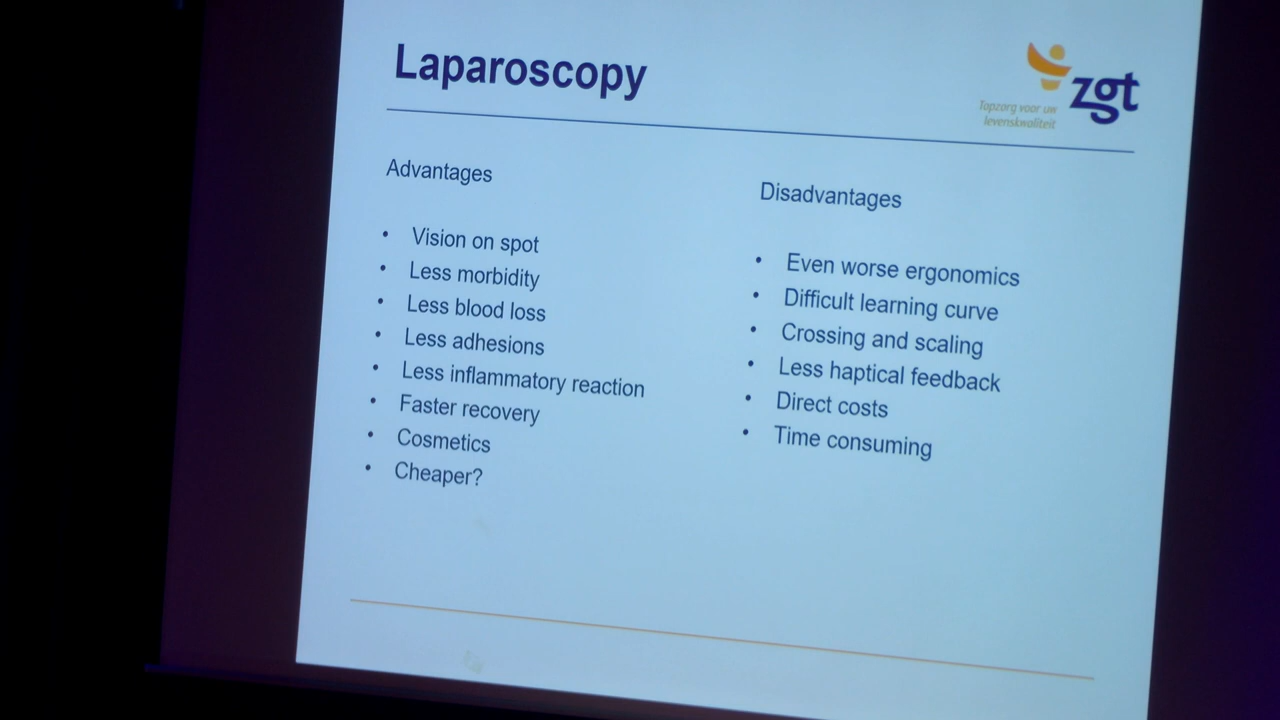 Laparoscopy
zgt
Topzorg voor uw
levenskwaliteit
Advantages
• Vision on spot
• Less morbidity
• Less blood loss
• Less adhesions
• Less inflammatory reaction
• Faster recovery
• Cosmetics
• Cheaper?
Disadvantages
• Even worse ergonomics
• Difficult learning curve
• Crossing and scaling
• Less haptical feedback
• Direct costs
• Time consuming